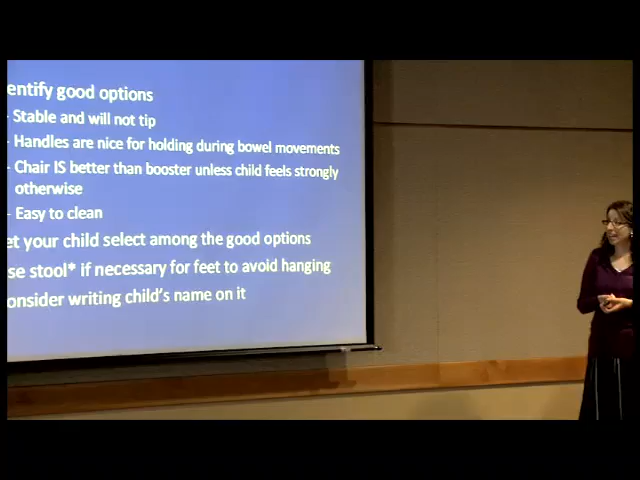 entify good options
- Stable and will not tip
- Handles are nice for holding during bowel movements
- Chair IS better than booster unless child feels strongly
otherwise
- Easy to clean
et your child select among the good options
se stool* if necessary for feet to avoid hanging
onsider writing child's name on it